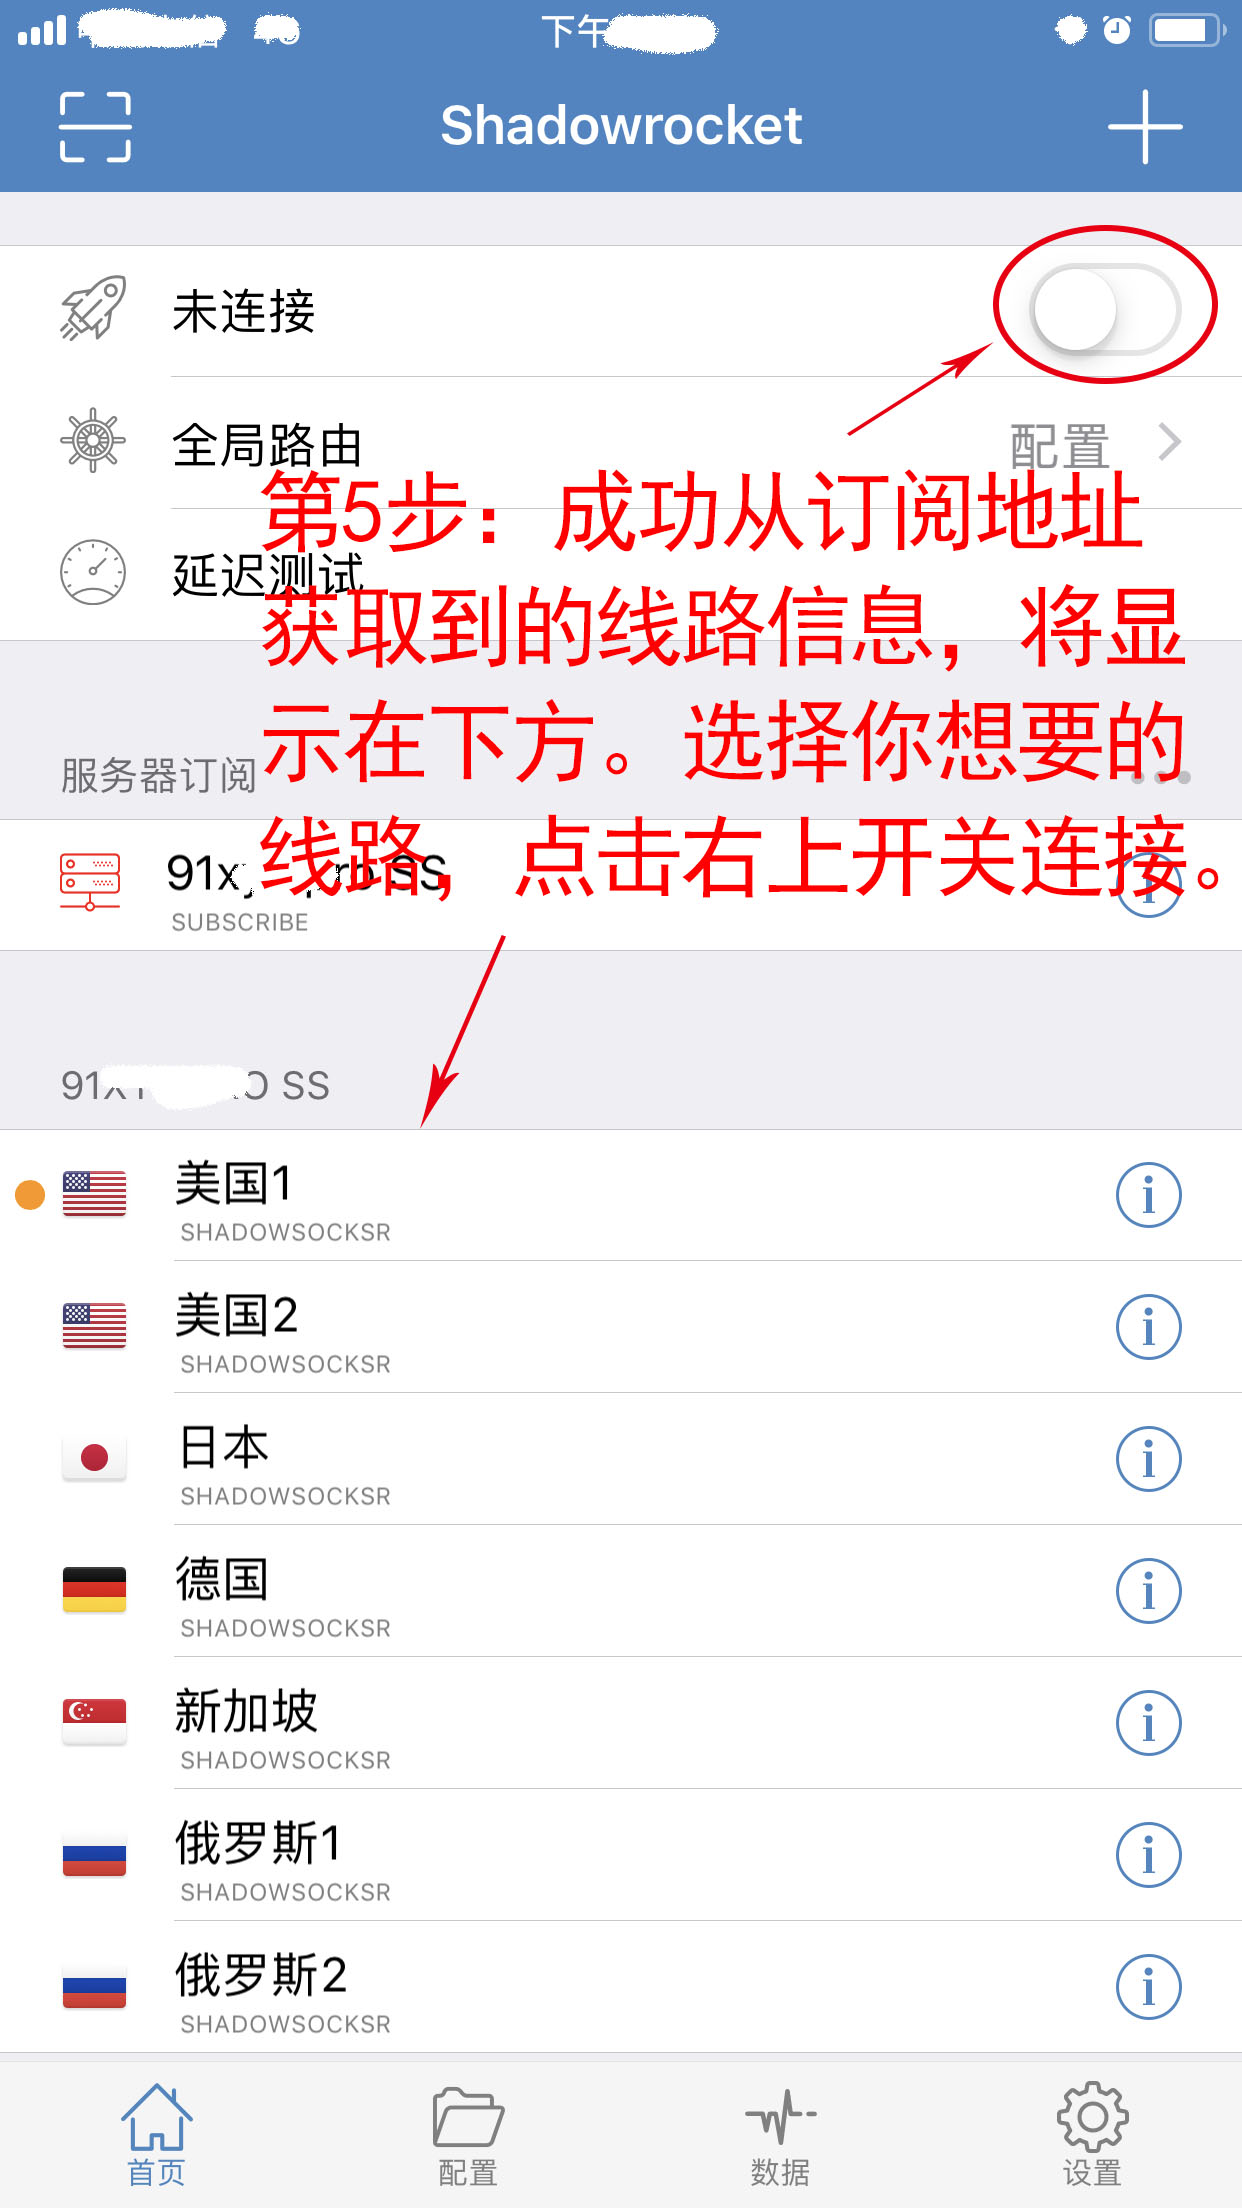 下午
Shadowrocket
未连接
全局路由
配置
第5步：成功从订阅地址
延迟测试
获取到的线路信息，将显
示在下方。选择你想要的
服务器订阅
线路，点击右上开关连接。
SS
SUBSCRIBE
SS
美国1
SHADOWSOCKSR
美国2
SHADOWSOCKSR
日本
SHADOWSOCKSR
德国
SHADOWSOCKSR
新加坡
SHADOWSOCKSR
俄罗斯1
SHADOWSOCKSR
俄罗斯2
SHADOWSOCKSR
首页
配置
数据
设置